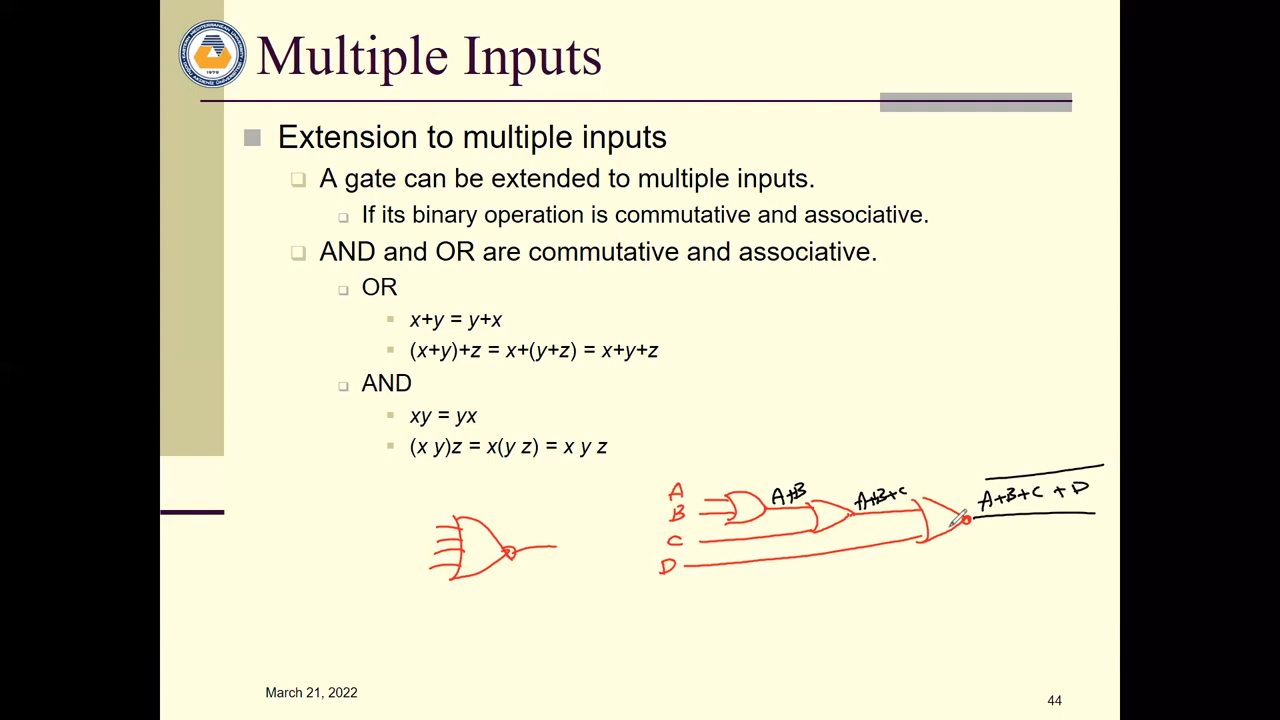 Multiple Inputs
Extension to multiple inputs
A gate can be extended to multiple inputs.
If its binary operation is commutative and associative.
AND and OR are commutative and associative.
OR
x+y = y+x
(x+y)+z = x+(y+z) = x+y+z
AND
xy = yx
(x y)z = x(y z) = x y z
A
B
C
D
A+B
A+B+C
A+B+C + D
March 21, 2022
44